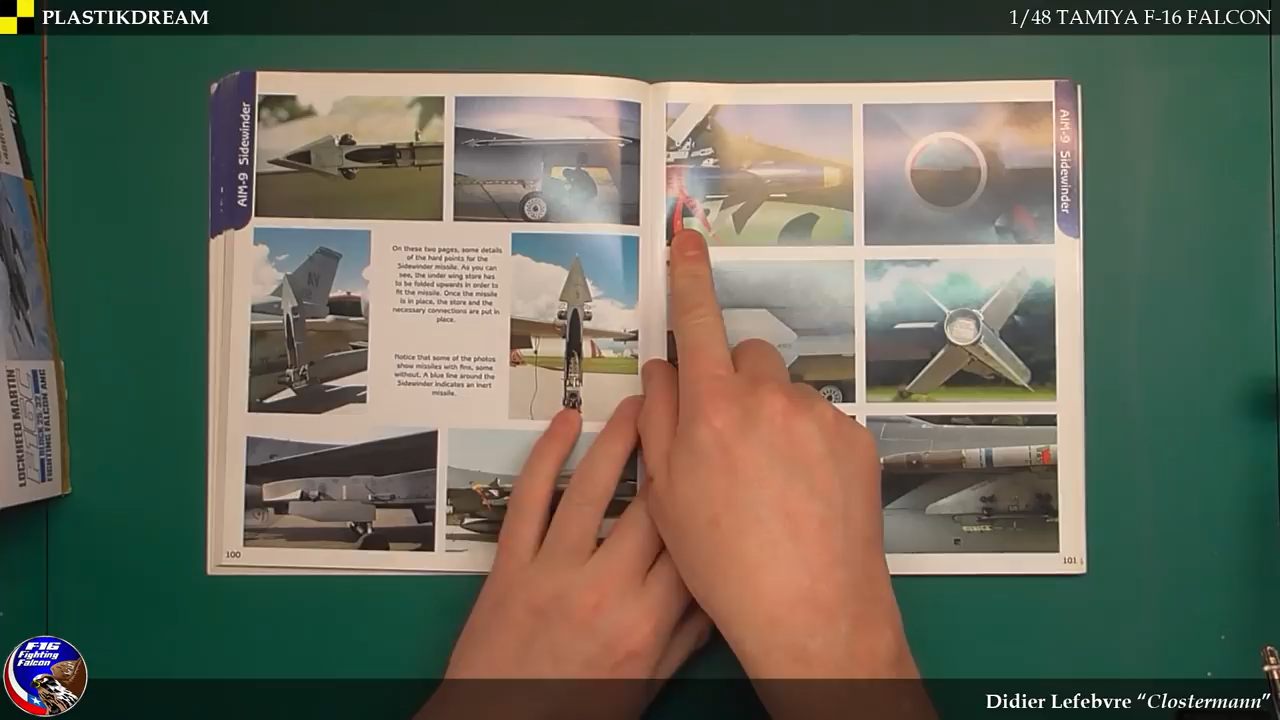 PLASTIKDREAM
1/48 TAMIYA F-16 FALCON
AIM-9 Sidewinder
AIM-9 Sidewinder
On these two pages, some details
of the hard points for the
Sidewinder missile. As you can
see, the under wing store has
to be folded upwards in order to
fit the missile. Once the missile
is in place, the store and the
necessary connections are put in
place.
Notice that some of the photos
show missiles with fins, some
without. A blue line around the
Sidewinder indicates an inert
missile.
100
101
LOCKHEED MARTIN
FIGHTING FALCON ANG
F16
Fighting
Falcon
Didier Lefebvre “Clostermann”